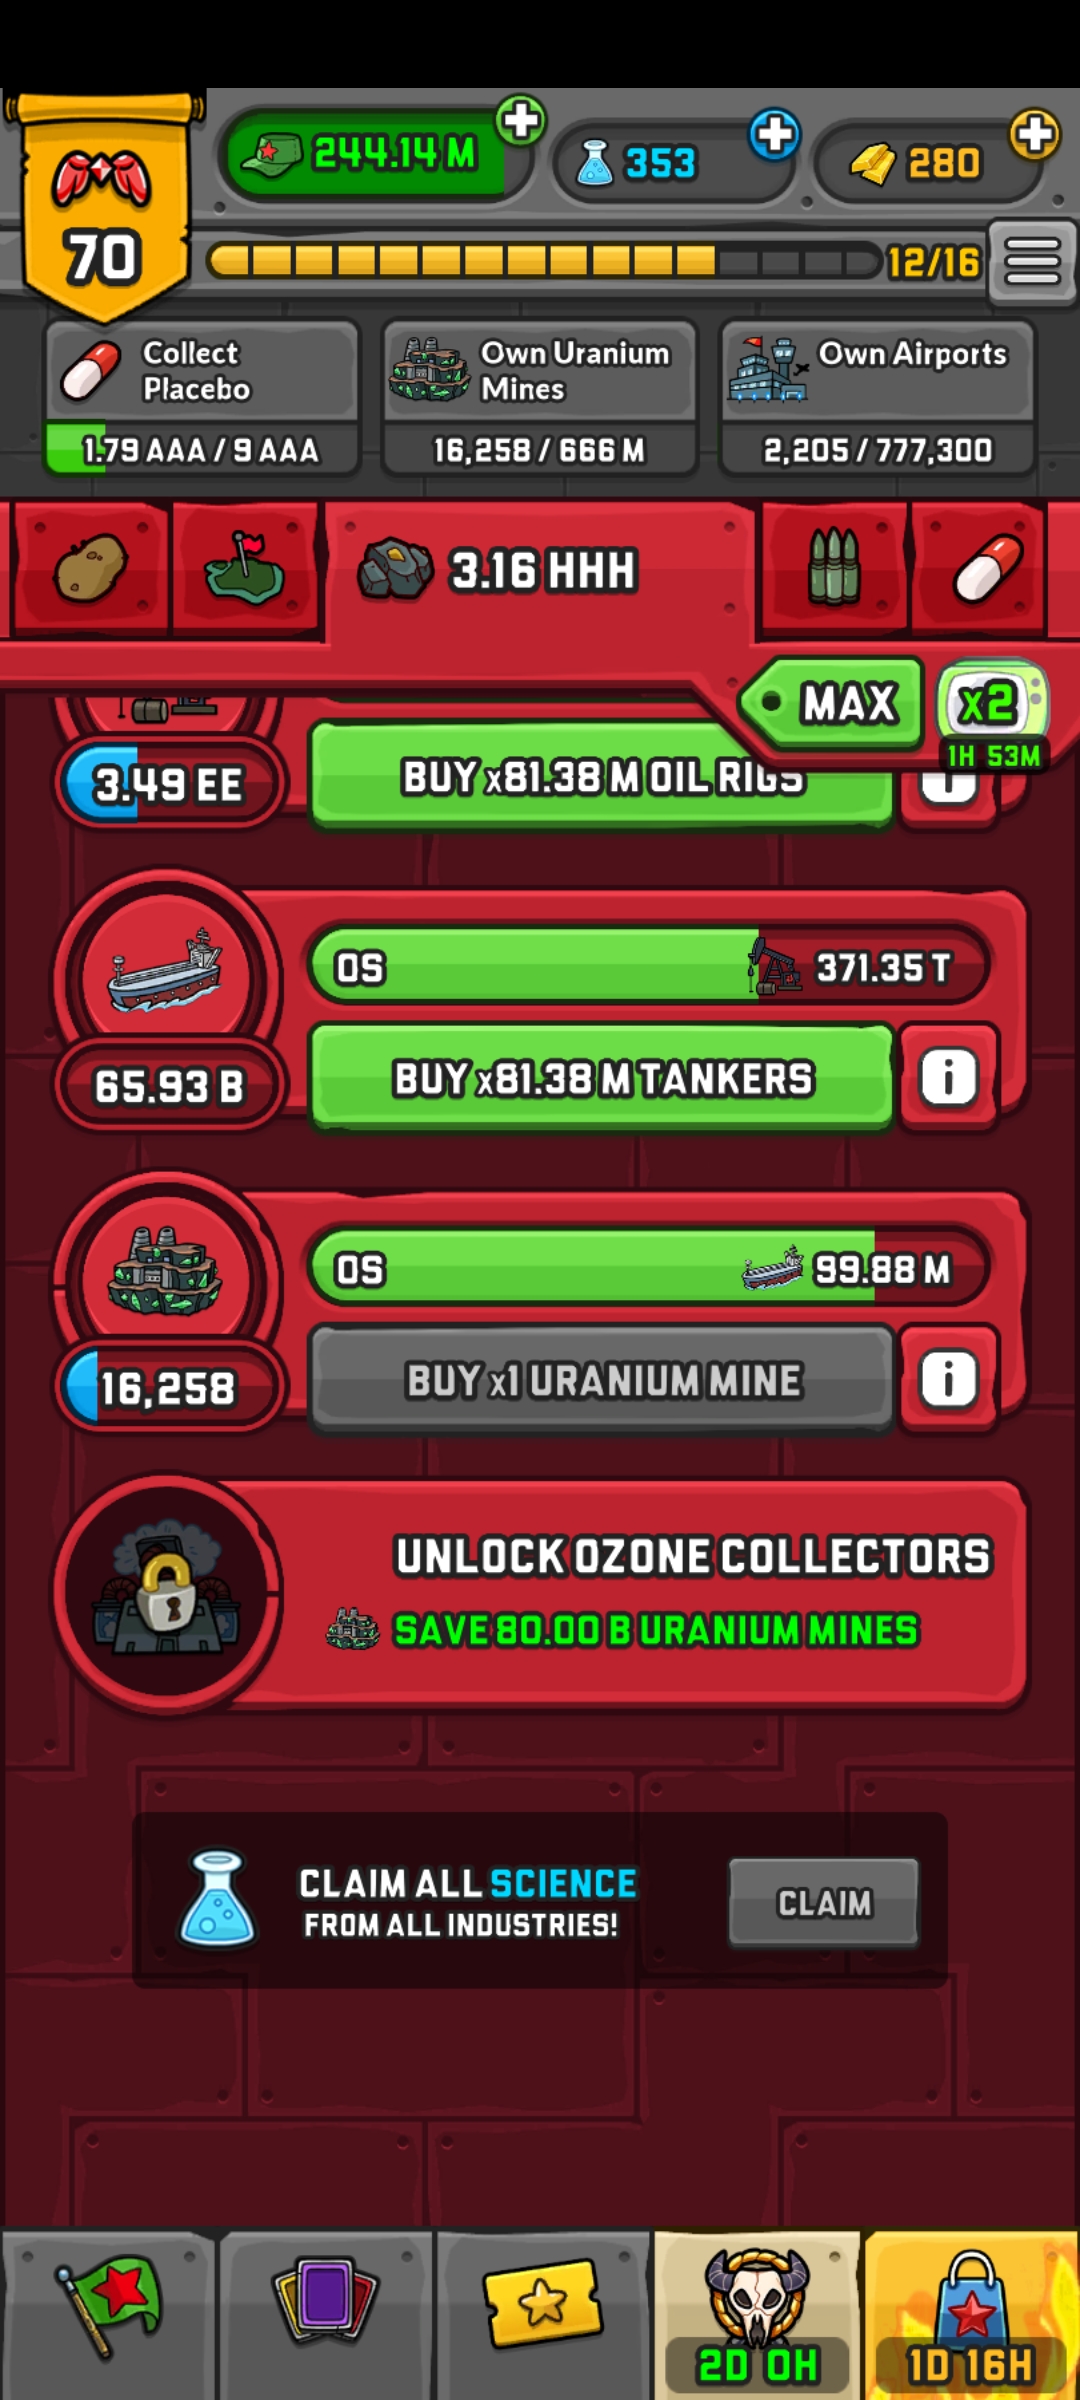 244.14 M
353
280
70
12/16
Collect
Placebo
1.79 AAA / 9 AAA
Own Uranium
Mines
16,258 / 666 M
Own Airports
2,205 / 777,300
3.16 HHH
MAX
x2
1H 53M
3.49 EE
BUY x81.38 M OIL RIGS
0S
371.35 T
65.93 B
BUY x81.38 M TANKERS
i
0S
99.88 M
16,258
BUY x1 URANIUM MINE
i
UNLOCK OZONE COLLECTORS
SAVE 80.00 B URANIUM MINES
CLAIM ALL SCIENCE
FROM ALL INDUSTRIES!
CLAIM
2D 0H
1D 16H